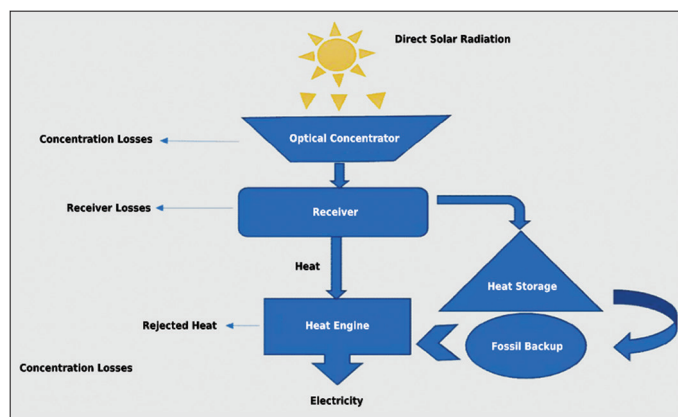 Direct Solar Radiation
Optical Concentrator
Concentration Losses
Receiver
Receiver Losses
Heat
Heat Storage
Rejected Heat
Heat Engine
Fossil Backup
Concentration Losses
Electricity